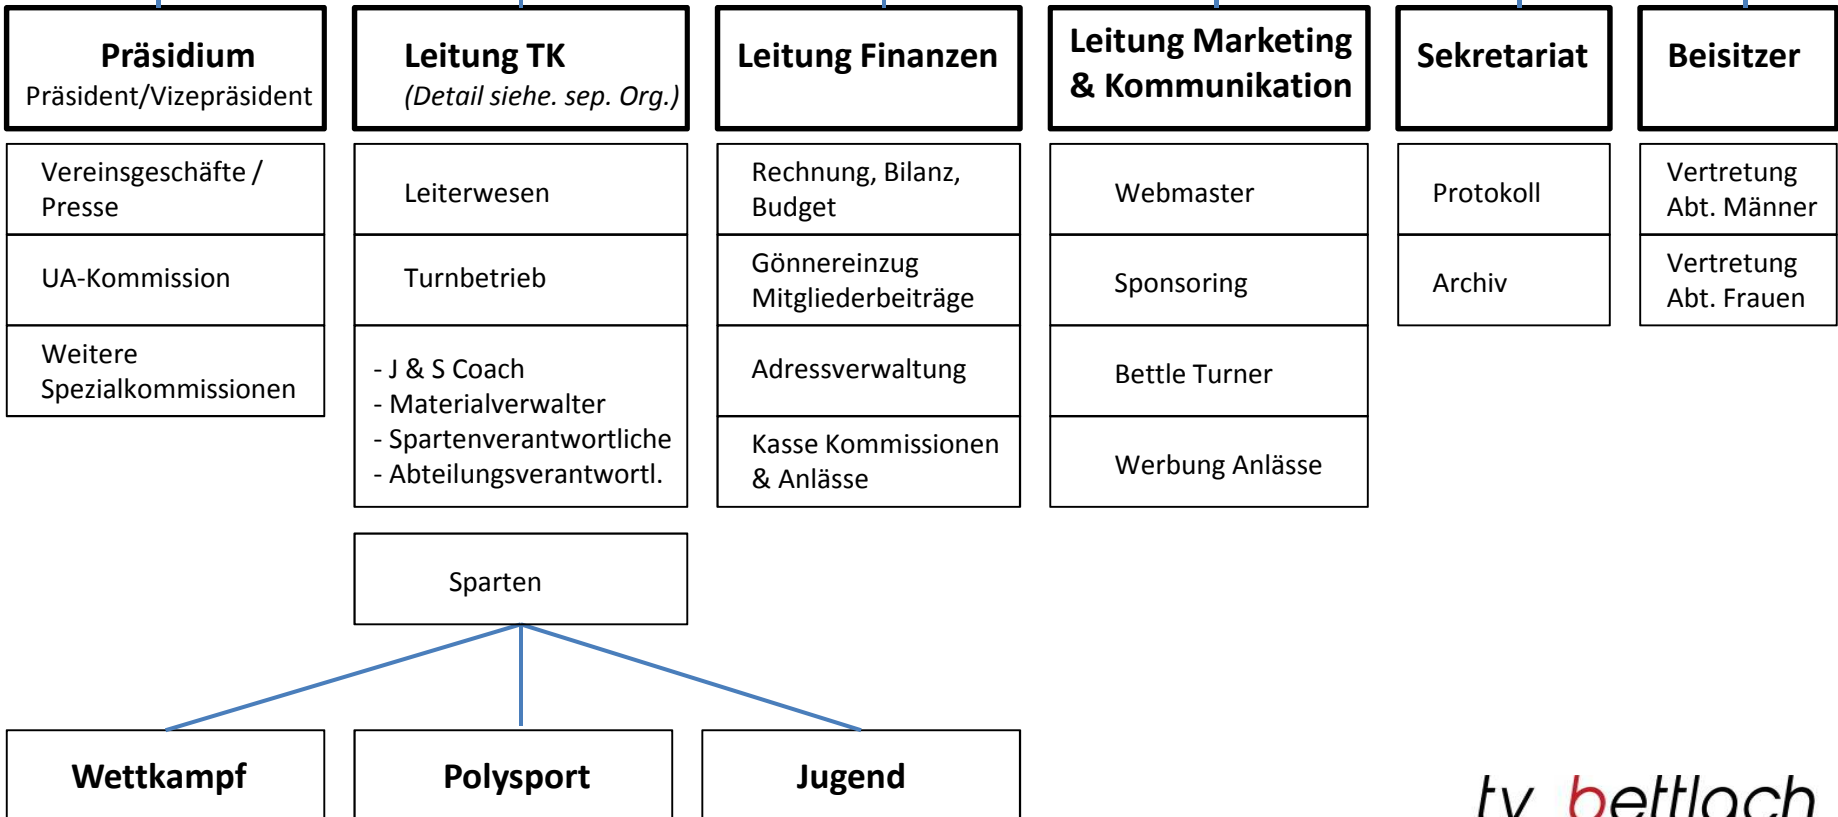 Präsidium
Präsident/Vizepräsident
Vereinsgeschäfte /
Presse
UA-Kommission
Weitere
Spezialkommissionen
Leitung TK
(Detail siehe. sep. Org.)
Leiterwesen
Turnbetrieb
- J & S Coach
- Materialverwalter
- Spartenverantwortliche
- Abteilungsverantwortl.
Leitung Finanzen
Rechnung, Bilanz,
Budget
Gönnereinzug
Mitgliederbeiträge
Adressverwaltung
Kasse Kommissionen
& Anlässe
Leitung Marketing
& Kommunikation
Webmaster
Sponsoring
Bettle Turner
Werbung Anlässe
Sekretariat
Protokoll
Archiv
Beisitzer
Vertretung
Abt. Männer
Vertretung
Abt. Frauen
Sparten
Wettkampf
Polysport
Jugend
tv bettlach